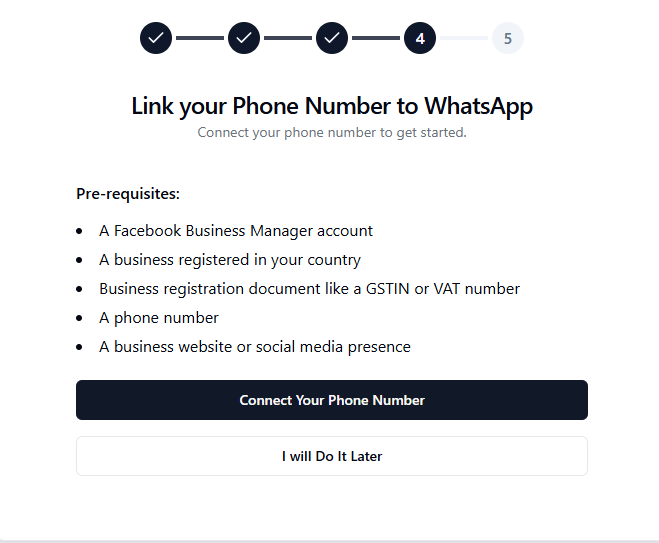 4
5
Link your Phone Number to WhatsApp
Connect your phone number to get started.
Pre-requisites:
A Facebook Business Manager account
A business registered in your country
Business registration document like a GSTIN or VAT number
A phone number
A business website or social media presence
Connect Your Phone Number
I will Do It Later